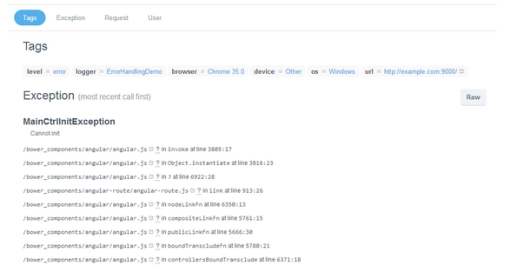 Tags Exception Request User
Tags
level = error logger = ErrorHandlingDemo browser = Chrome 35.0 device = Other os = Windows url = http://example.com:9000/
Exception (most recent call first) Raw
MainCtrlInitException
Cannot init
/bower_components/angular/angular.js ? in invoke at line 3805:17
/bower_components/angular/angular.js ? in Object.instantiate at line 3816:23
/bower_components/angular/angular.js ? in ? at line 6922:28
/bower_components/angular-route/angular-route.js ? in link at line 913:26
/bower_components/angular/angular.js ? in nodeLinkFn at line 6350:13
/bower_components/angular/angular.js ? in compositeLinkFn at line 5761:15
/bower_components/angular/angular.js ? in publicLinkFn at line 5666:30
/bower_components/angular/angular.js ? in boundTranscludeFn at line 5780:21
/bower_components/angular/angular.js ? in controllersBoundTransclude at line 6371:18